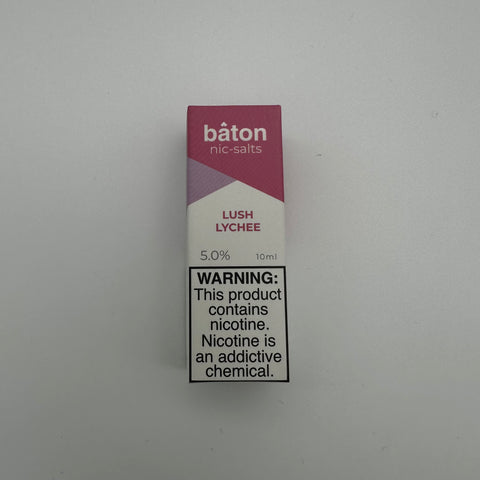 bâton
nic-salts
LUSH
LYCHEE
5.0% 10ml
WARNING:
This product
contains
nicotine.
Nicotine is
an addictive
chemical.